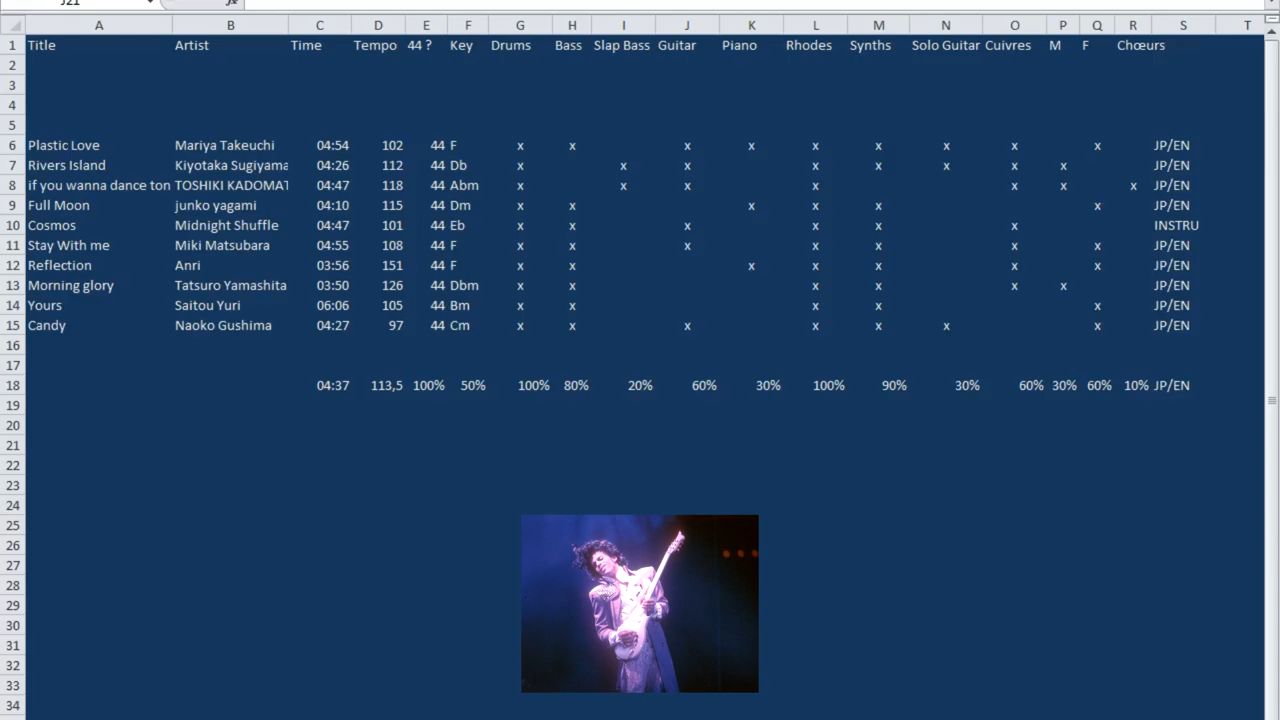 J21
A B C D E F G H I J K L M N O P Q R S T
1 Title Artist Time Tempo 44 ? Key Drums Bass Slap Bass Guitar Piano Rhodes Synths Solo Guitar Cuivres M F Chœurs
2
3
4
5
6 Plastic Love Mariya Takeuchi 04:54 102 44 F x x x x x x x x x JP/EN
7 Rivers Island Kiyotaka Sugiyama 04:26 112 44 Db x x x x x x x x JP/EN
8 if you wanna dance ton TOSHIKI KADOMAT 04:47 118 44 Abm x x x x x x x JP/EN
9 Full Moon junko yagami 04:10 115 44 Dm x x x x x x JP/EN
10 Cosmos Midnight Shuffle 04:47 101 44 Eb x x x x x x INSTRU
11 Stay With me Miki Matsubara 04:55 108 44 F x x x x x x x JP/EN
12 Reflection Anri 03:56 151 44 F x x x x x x x JP/EN
13 Morning glory Tatsuro Yamashita 03:50 126 44 Dbm x x x x x x JP/EN
14 Yours Saitou Yuri 06:06 105 44 Bm x x x x x JP/EN
15 Candy Naoko Gushima 04:27 97 44 Cm x x x x x x x JP/EN
16
17
18 04:37 113,5 100% 50% 100% 80% 20% 60% 30% 100% 90% 30% 60% 30% 60% 10% JP/EN
19
20
21
22
23
24
25
26
27
28
29
30
31
32
33
34